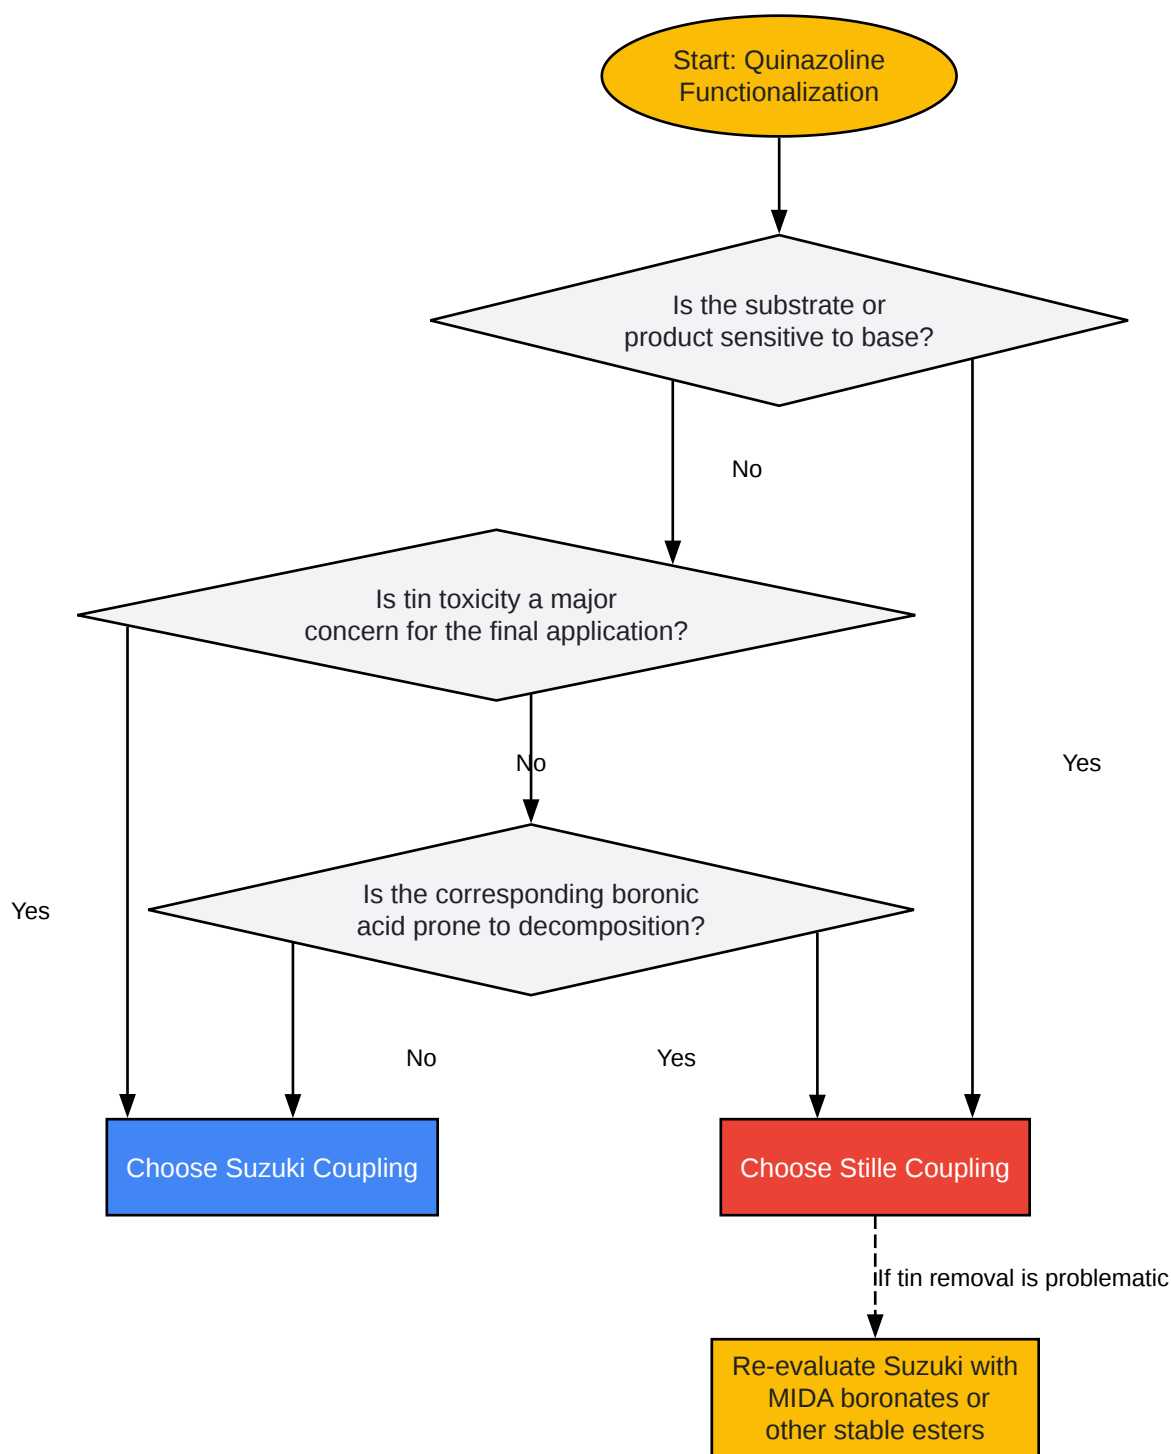 Start: Quinazoline
Functionalization
Is the substrate or
product sensitive to base?
No
Is tin toxicity a major
concern for the final application?
No
Yes
Is the corresponding boronic
acid prone to decomposition?
Yes
No
Yes
Choose Suzuki Coupling
Choose Stille Coupling
If tin removal is problematic
Re-evaluate Suzuki with
MIDA boronates or
other stable esters